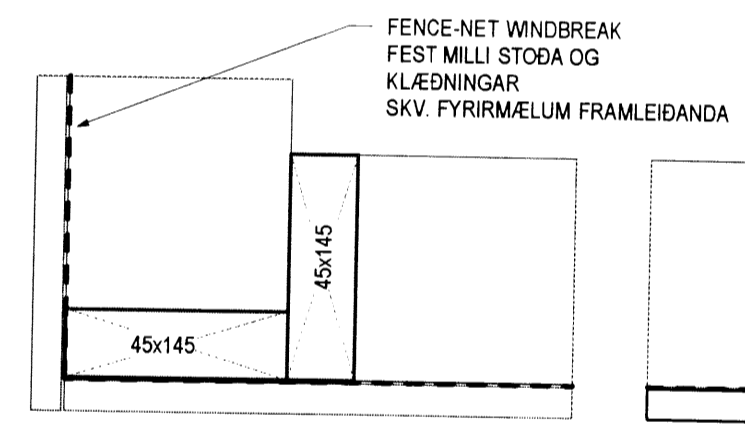 FENCE-NET WINDBREAK
FEST MILLI STOÐA OG
KLÆÐNINGAR
SKV. FYRIRMÆLUM FRAMLEIÐANDA
45x145
45x145